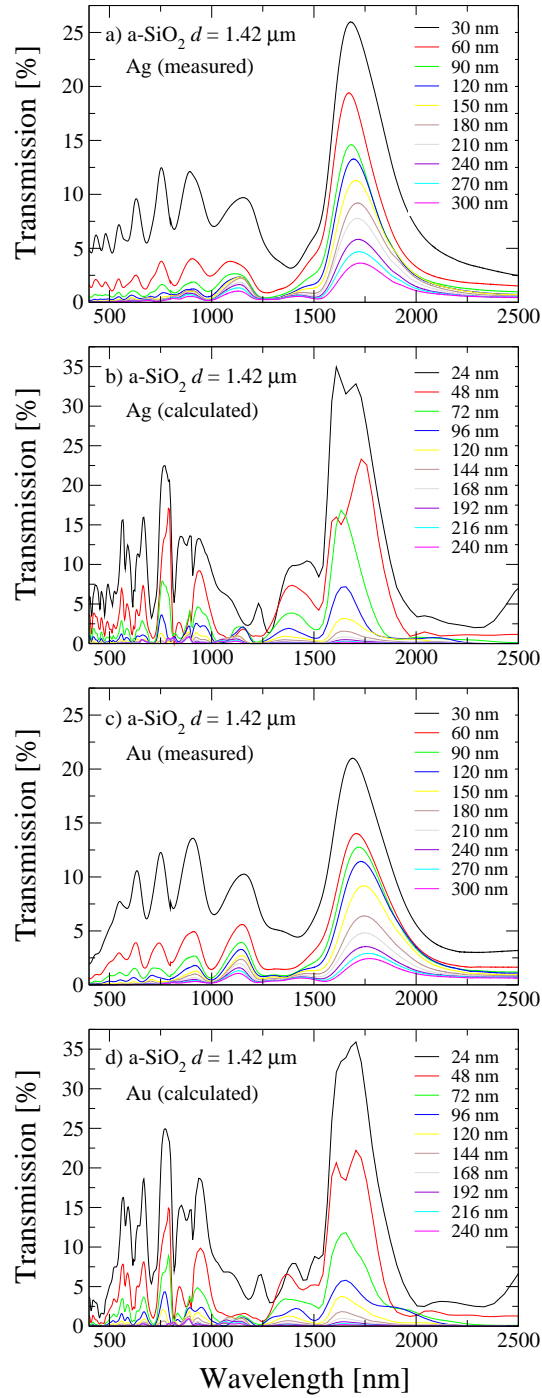 a) a-SiO2 d = 1.42 μm
Ag (measured)
30 nm
60 nm
90 nm
120 nm
150 nm
180 nm
210 nm
240 nm
270 nm
300 nm
Transmission [%]
0
5
10
15
20
25
500
1000
1500
2000
2500
b) a-SiO2 d = 1.42 μm
Ag (calculated)
24 nm
48 nm
72 nm
96 nm
120 nm
144 nm
168 nm
192 nm
216 nm
240 nm
Transmission [%]
0
5
10
15
20
25
30
35
500
1000
1500
2000
2500
c) a-SiO2 d = 1.42 μm
Au (measured)
30 nm
60 nm
90 nm
120 nm
150 nm
180 nm
210 nm
240 nm
270 nm
300 nm
Transmission [%]
0
5
10
15
20
25
500
1000
1500
2000
2500
d) a-SiO2 d = 1.42 μm
Au (calculated)
24 nm
48 nm
72 nm
96 nm
120 nm
144 nm
168 nm
192 nm
216 nm
240 nm
Transmission [%]
0
5
10
15
20
25
30
35
500
1000
1500
2000
2500
Wavelength [nm]